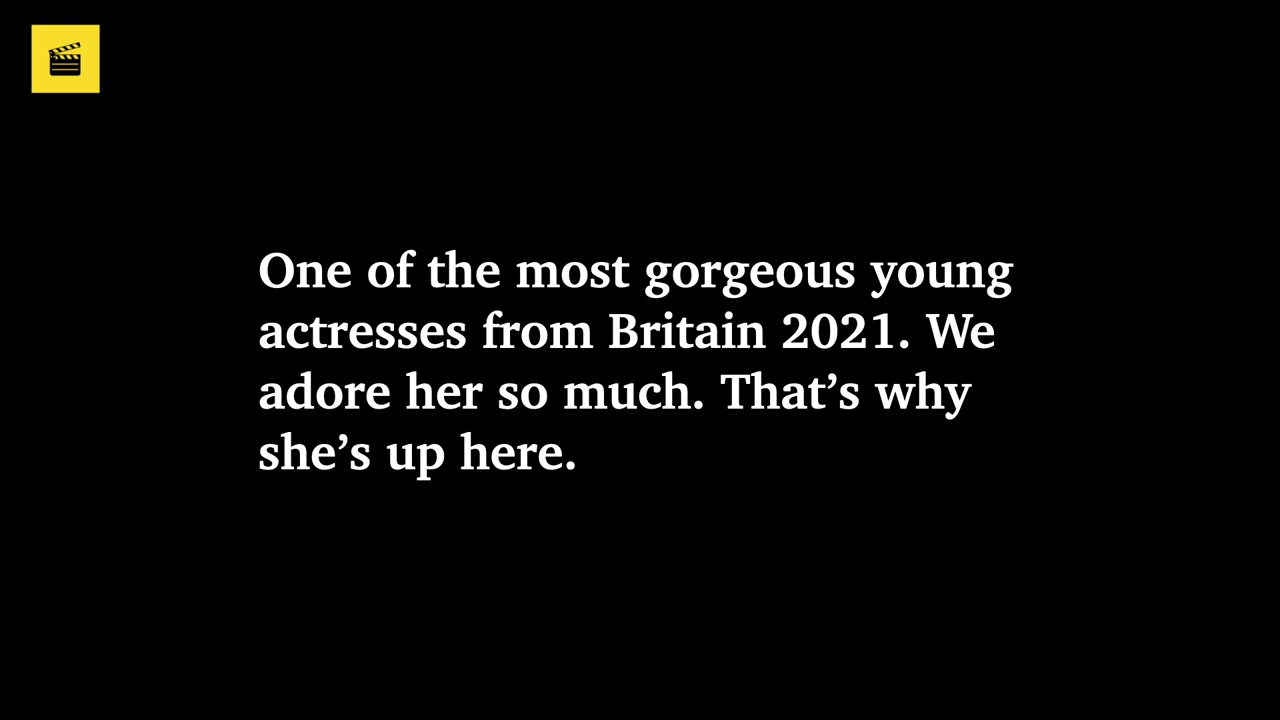 One of the most gorgeous young
actresses from Britain 2021. We
adore her so much. That’s why
she’s up here.